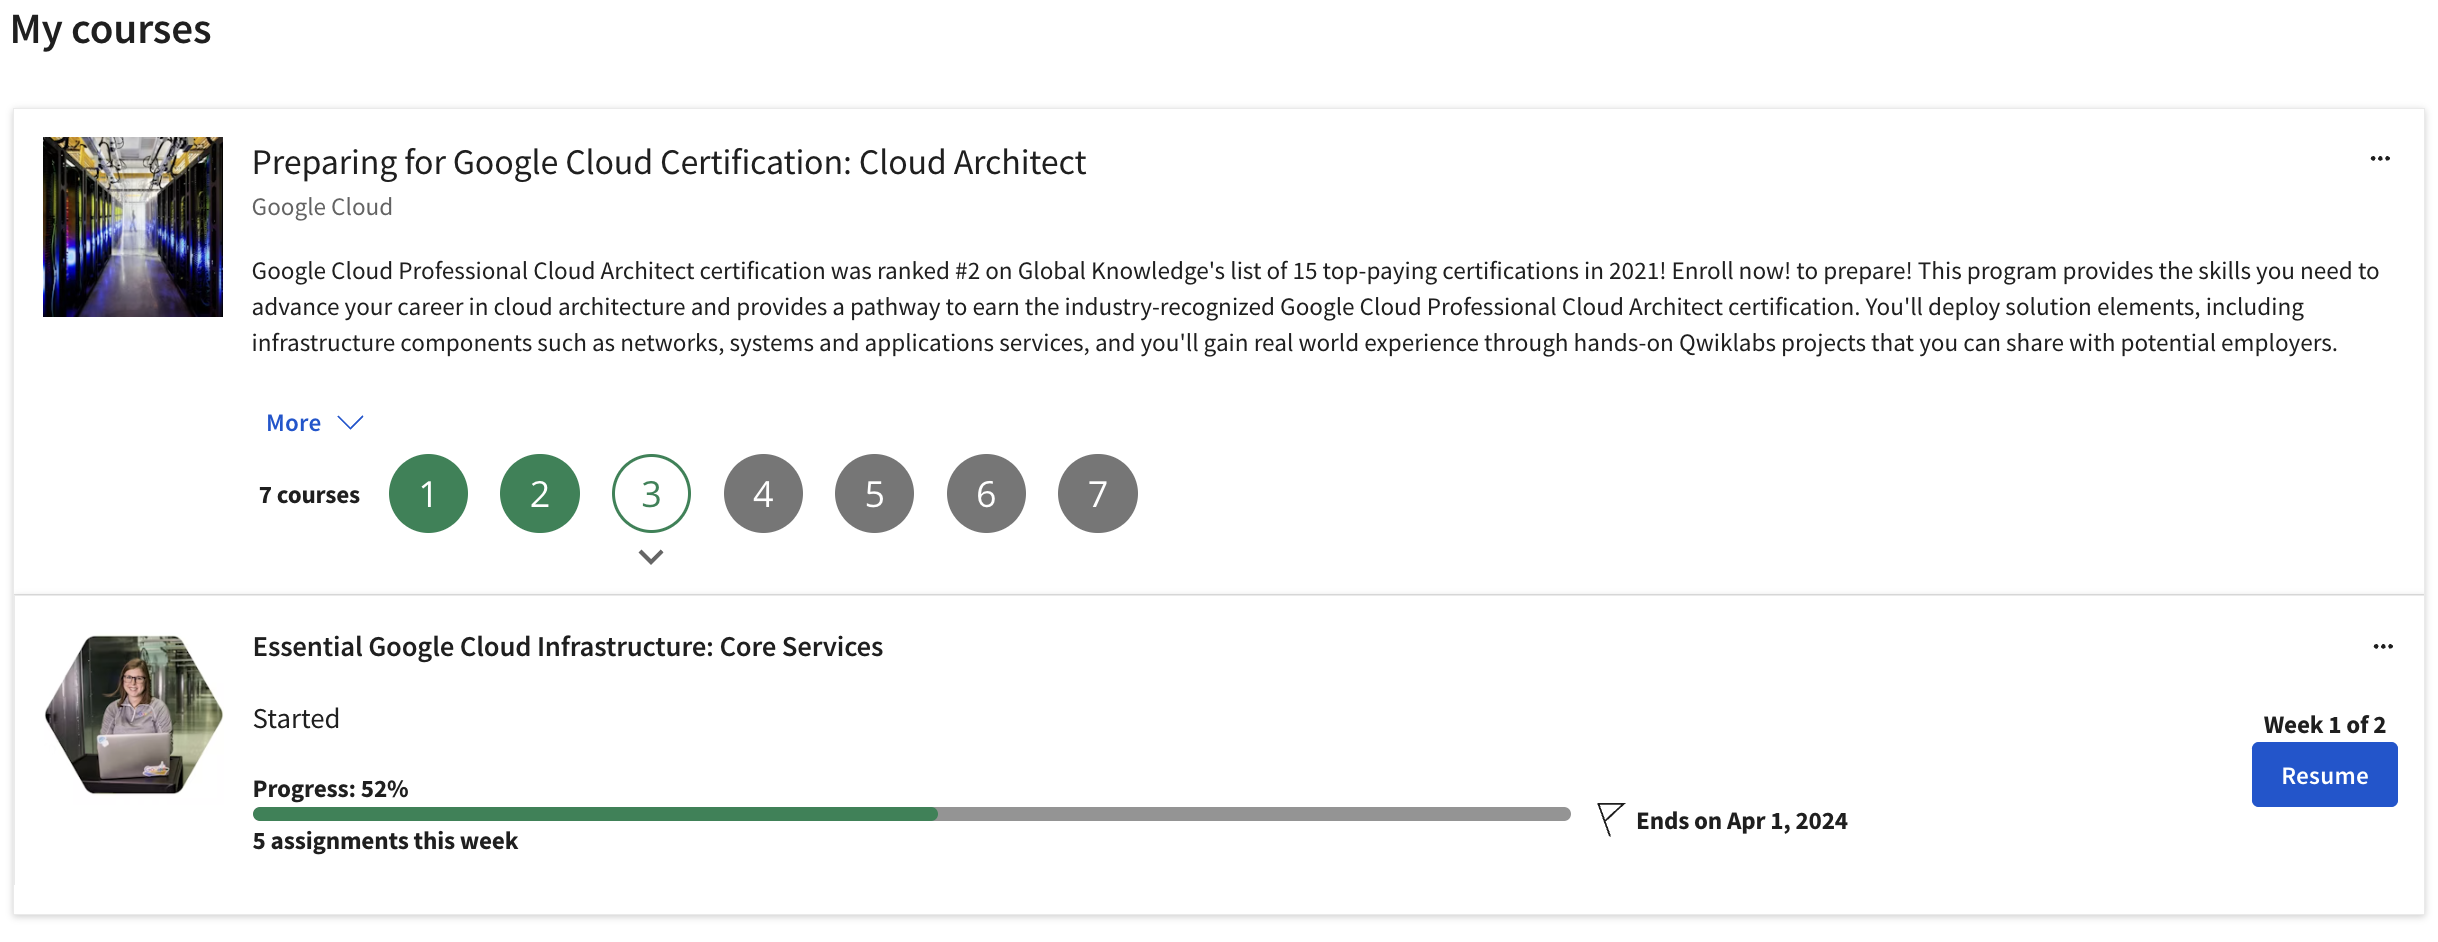 My courses
Preparing for Google Cloud Certification: Cloud Architect
Google Cloud
Google Cloud Professional Cloud Architect certification was ranked #2 on Global Knowledge's list of 15 top-paying certifications in 2021! Enroll now! to prepare! This program provides the skills you need to
advance your career in cloud architecture and provides a pathway to earn the industry-recognized Google Cloud Professional Cloud Architect certification. You'll deploy solution elements, including
infrastructure components such as networks, systems and applications services, and you'll gain real world experience through hands-on Qwiklabs projects that you can share with potential employers.
More
7 courses 1 2 3 4 5 6 7
Essential Google Cloud Infrastructure: Core Services
Started
Week 1 of 2
Resume
Progress: 52%
Ends on Apr 1, 2024
5 assignments this week